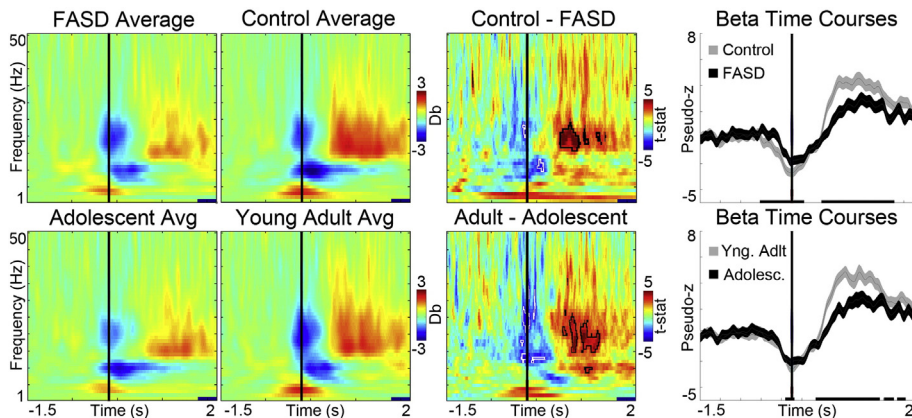 FASD Average
Control Average
Control - FASD
Beta Time Courses
50
Frequency (Hz)
1
3
Db
-3
5
t-stat
-5
8
Pseudo-z
-5
Control
FASD
Adolescent Avg
Young Adult Avg
Adult - Adolescent
Beta Time Courses
50
Frequency (Hz)
1
3
Db
-3
5
t-stat
-5
8
Pseudo-z
-5
Yng. Adlt
Adolesc.
-1.5 Time (s) 2
-1.5 Time (s) 2
-1.5 Time (s) 2
-1.5 Time (s) 2